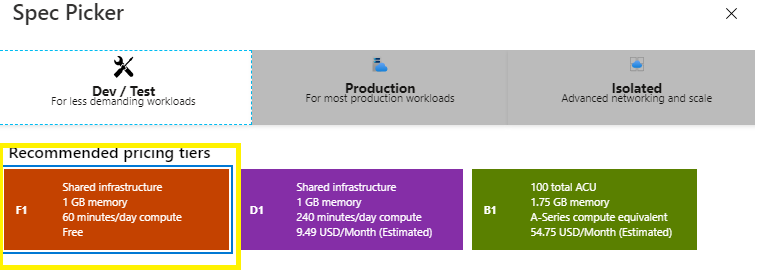 Spec Picker
Dev / Test
For less demanding workloads
Production
For most production workloads
Isolated
Advanced networking and scale
Recommended pricing tiers
F1
Shared infrastructure
1 GB memory
60 minutes/day compute
Free
D1
Shared infrastructure
1 GB memory
240 minutes/day compute
9.49 USD/Month (Estimated)
B1
100 total ACU
1.75 GB memory
A-Series compute equivalent
54.75 USD/Month (Estimated)